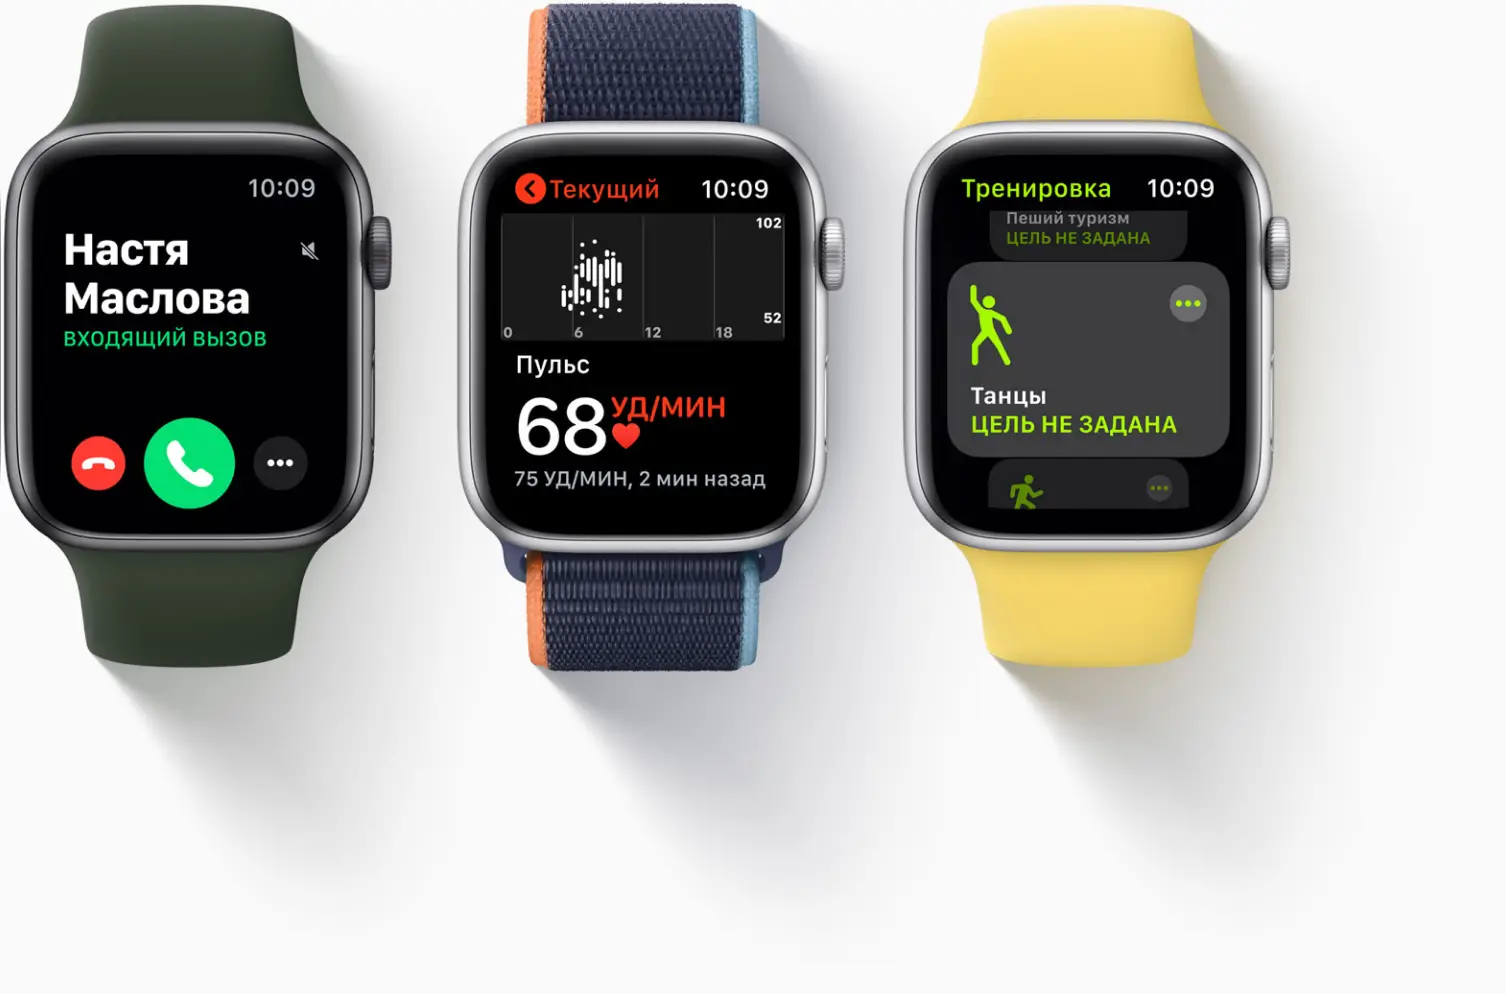 10:09
Настя
Маслова
входящий вызов
Текущий 10:09
102
52
0 6 12 18
Пульс
68 УД/МИН
75 УД/МИН, 2 мин назад
Тренировка 10:09
Пеший туризм
ЦЕЛЬ НЕ ЗАДАНА
Танцы
ЦЕЛЬ НЕ ЗАДАНА